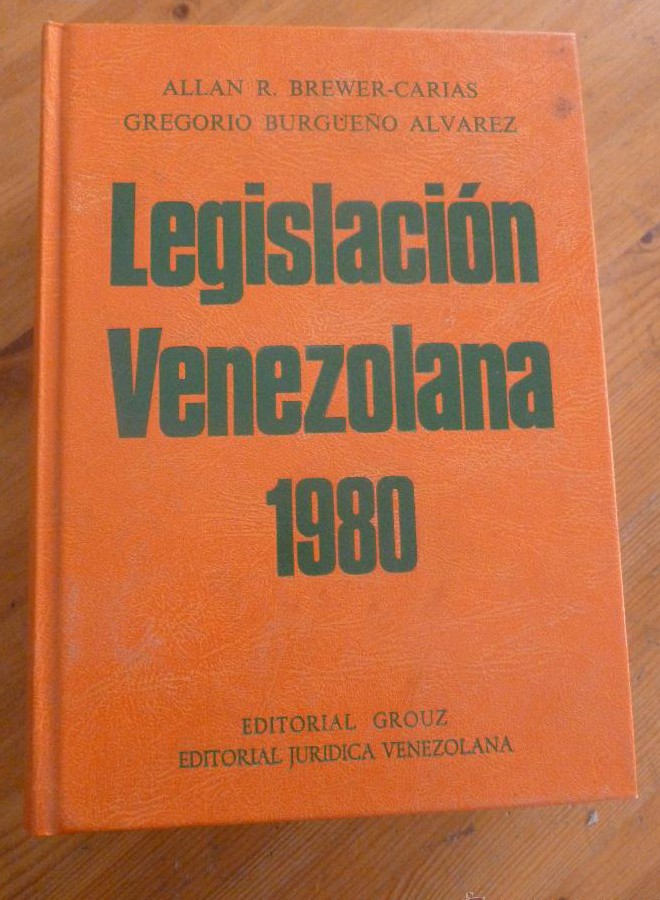 ALLAN R. BREWER-CARIAS
GREGORIO BURGUEÑO ALVAREZ
Legislación
Venezolana
1980
EDITORIAL GROUZ
EDITORIAL JURIDICA VENEZOLANA